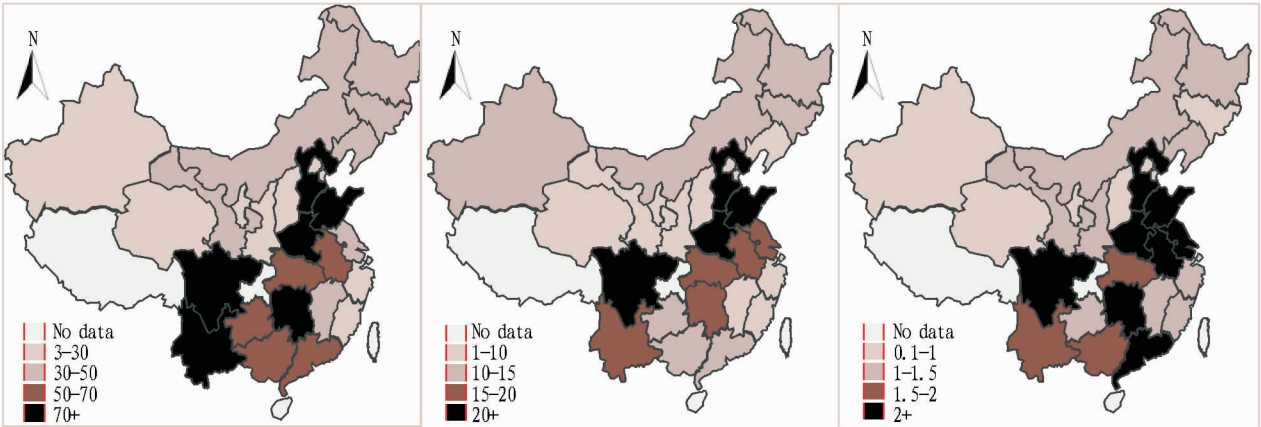 N
No data
3-30
30-50
50-70
70+
N
No data
1-10
10-15
15-20
20+
N
No data
0.1-1
1-1.5
1.5-2
2+